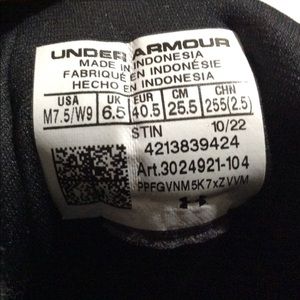 UNDER ARMOUR
MADE IN INDONESIA
FABRIQUÉ EN INDONESIE
HECHO EN INDONESIA
USA UK EUR CM CHN
M7.5/W9 6.5 40.5 25.5 255(2.5)
STIN 10/22
4213839424
Art.3024921-104
PPFGVNM5K7xZVVM